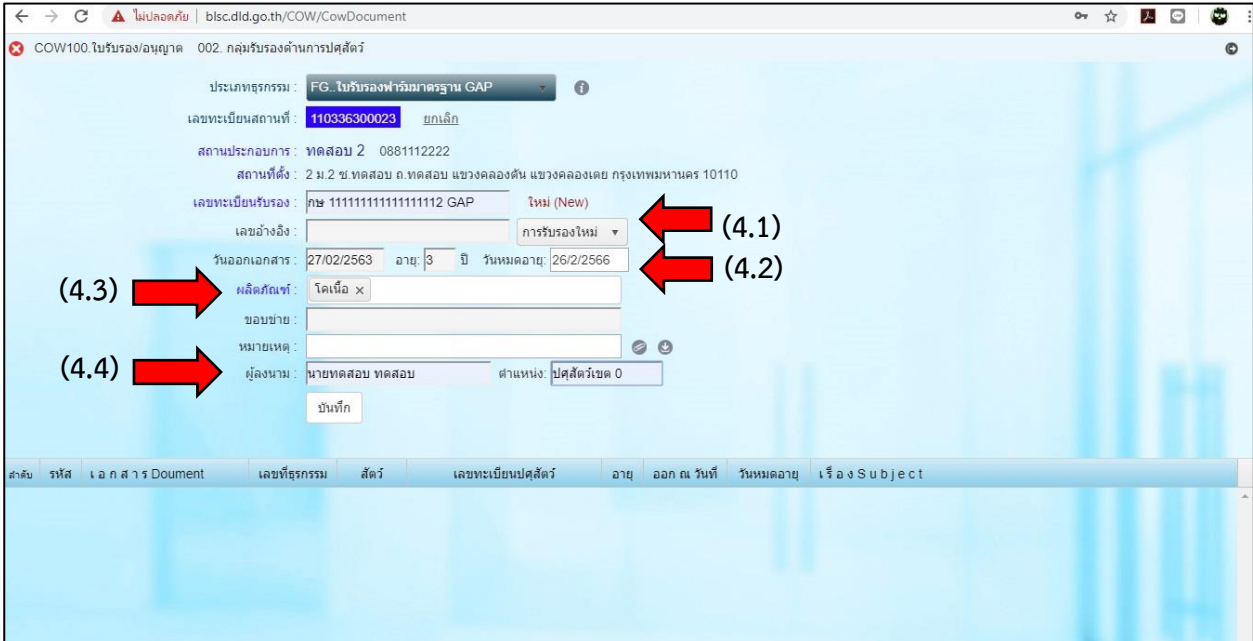 ไม่ปลอดภัย | blsc.dld.go.th/COW/CowDocument
COW100.ใบรับรอง/อนุญาต 002. กลุ่มรับรองด้านการปศุสัตว์
ประเภทธุรกรรม : FG..ใบรับรองฟาร์มมาตรฐาน GAP
เลขทะเบียนสถานที่ : 110336300023 ยกเลิก
สถานประกอบการ : ทดสอบ 2 0881112222
สถานที่ตั้ง : 2 ม.2 ซ.ทดสอบ ถ.ทดสอบ แขวงคลองตัน แขวงคลองเตย กรุงเทพมหานคร 10110
เลขทะเบียนรับรอง : กษ 111111111111111112 GAP ใหม่ (New)
เลขอ้างอิง : การรับรองใหม่ (4.1)
วันออกเอกสาร : 27/02/2563 อายุ: 3 ปี วันหมดอายุ: 26/2/2566 (4.2)
(4.3) ผลิตภัณฑ์ : โคเนื้อ ×
ขอบข่าย :
หมายเหตุ :
(4.4) ผู้ลงนาม : นายทดสอบ ทดสอบ ตำแหน่ง: ปศุสัตว์เขต 0
บันทึก
ลำดับ รหัส เอกสาร Doument เลขที่ธุรกรรม สัตว์ เลขทะเบียนปศุสัตว์ อายุ ออก ณ วันที่ วันหมดอายุ เรื่อง Subject